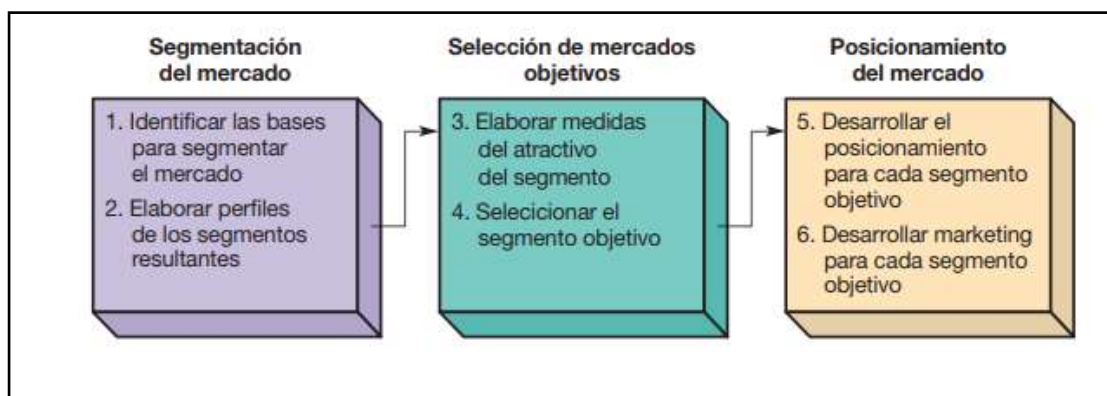 Segmentación
del mercado
1. Identificar las bases
para segmentar
el mercado
2. Elaborar perfiles
de los segmentos
resultantes
Selección de mercados
objetivos
3. Elaborar medidas
del atractivo
del segmento
4. Selecicionar el
segmento objetivo
Posicionamiento
del mercado
5. Desarrollar el
posicionamiento
para cada segmento
objetivo
6. Desarrollar marketing
para cada segmento
objetivo